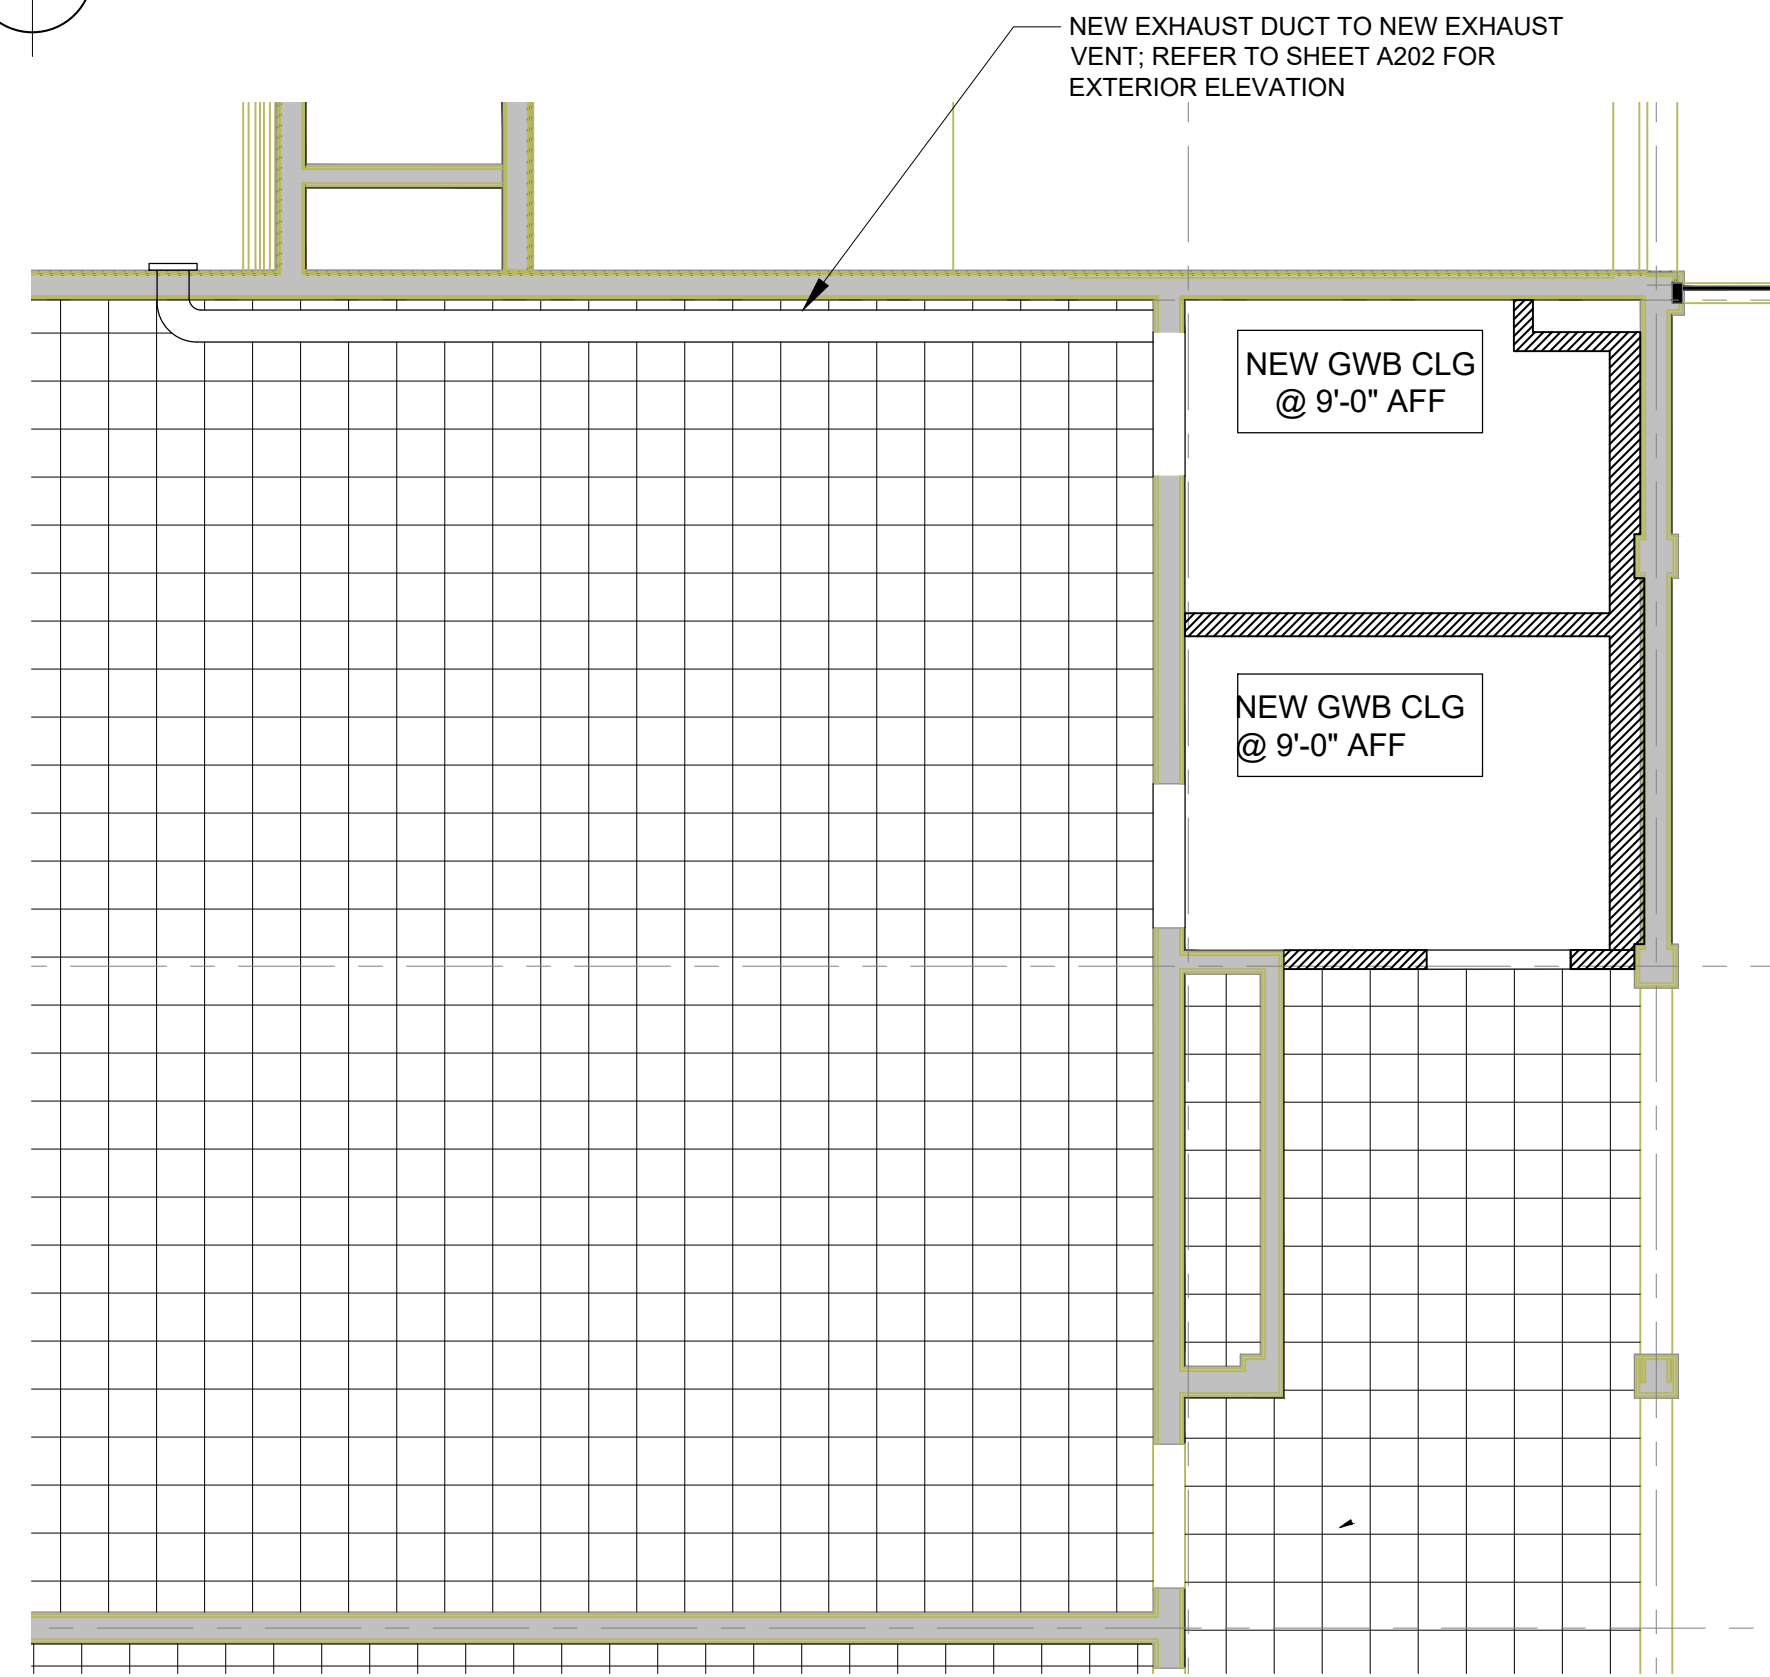 NEW EXHAUST DUCT TO NEW EXHAUST
VENT; REFER TO SHEET A202 FOR
EXTERIOR ELEVATION
NEW GWB CLG
@ 9'-0" AFF
NEW GWB CLG
@ 9'-0" AFF